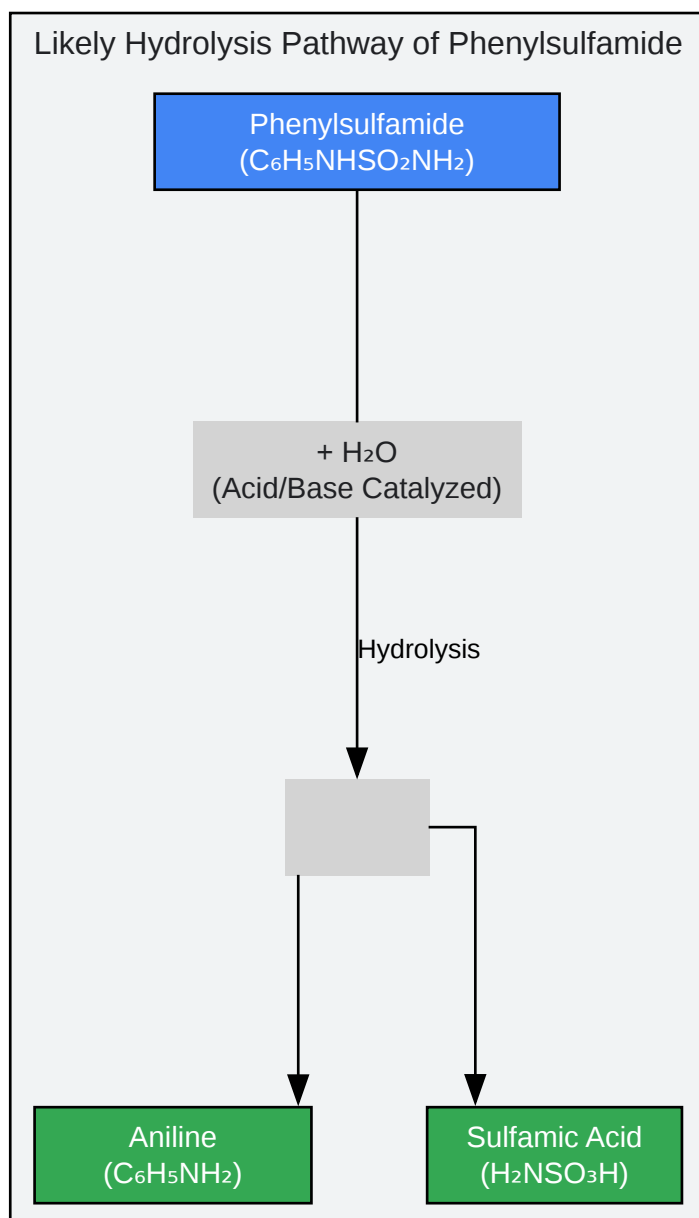 Likely Hydrolysis Pathway of Phenylsulfamide
Phenylsulfamide
(C₆H₅NHSO₂NH₂)
+ H₂O
(Acid/Base Catalyzed)
Hydrolysis
Aniline
(C₆H₅NH₂)
Sulfamic Acid
(H₂NSO₃H)